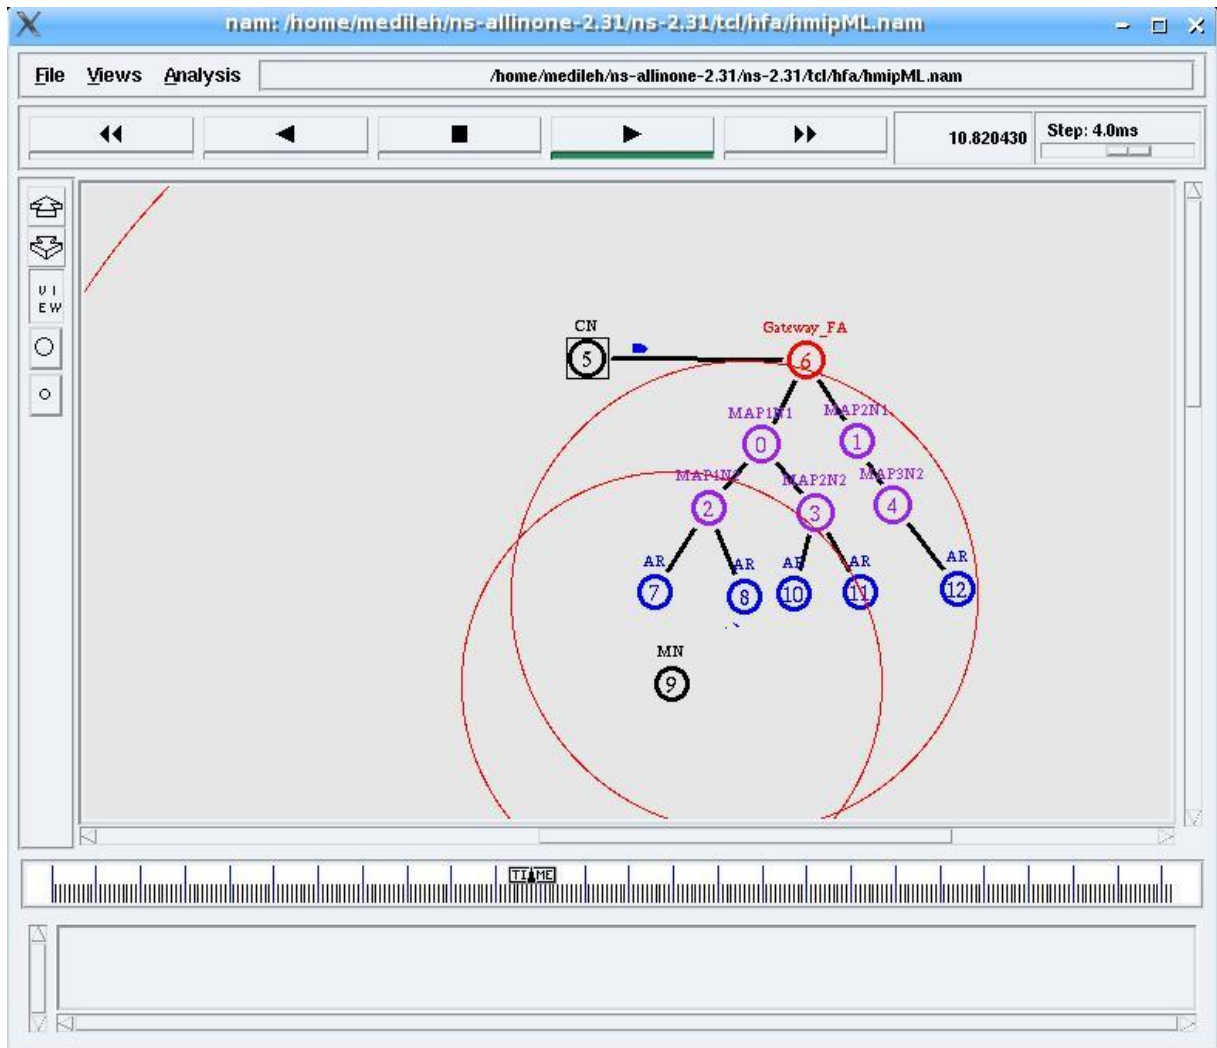 nam: /home/medileh/ns-allinone-2.31/ns-2.31/tcl/hfa/hmipML.nam
File Views Analysis /home/medileh/ns-allinone-2.31/ns-2.31/tcl/hfa/hmipML.nam
10.820430 Step: 4.0ms
V I
E W
CN Gateway_FA
5 6
MAP1N1 MAP2N1
0 1
MAP1N2 MAP2N2 MAP3N2
2 3 4
AR AR AR AR AR
7 8 10 11 12
MN
9
TIME